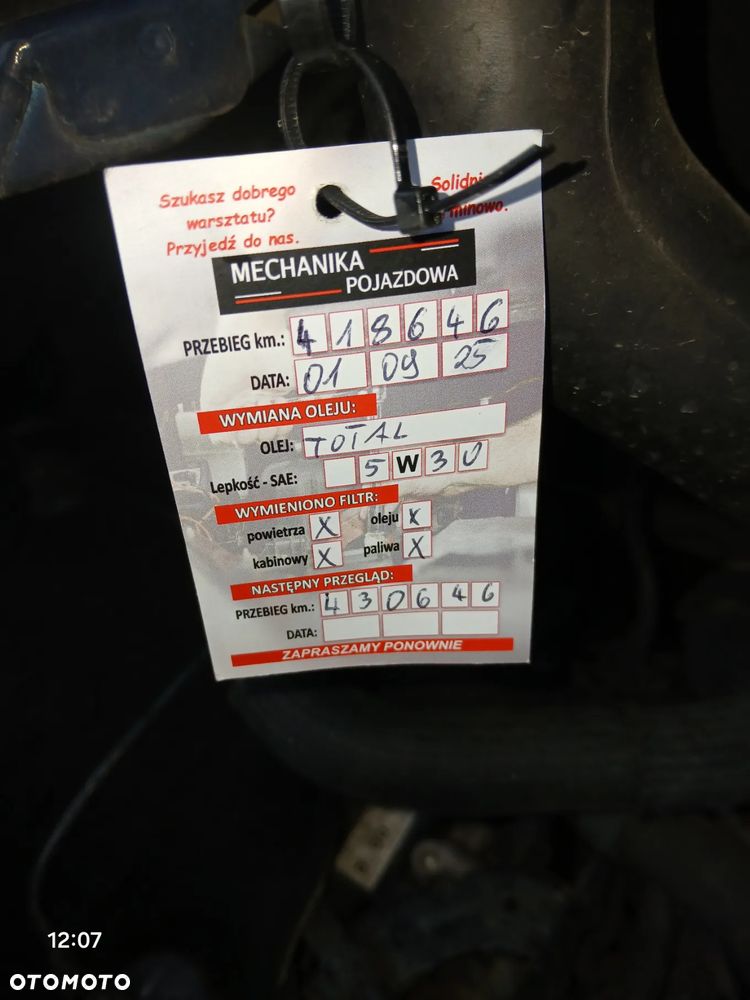 Szukasz dobrego
warsztatu?
Przyjedź do nas.
MECHANIKA
POJAZDOWA
PRZEBIEG km.: 418646
DATA: 01 09 25
WYMIANA OLEJU:
OLEJ: TOTAL
Lepkość - SAE: 5W30
WYMIENIONO FILTR:
powietrza X oleju X
kabinowy X paliwa X
NASTĘPNY PRZEGLĄD:
PRZEBIEG km.: 430646
DATA:
ZAPRASZAMY PONOWNIE
12:07
OTOMOTO